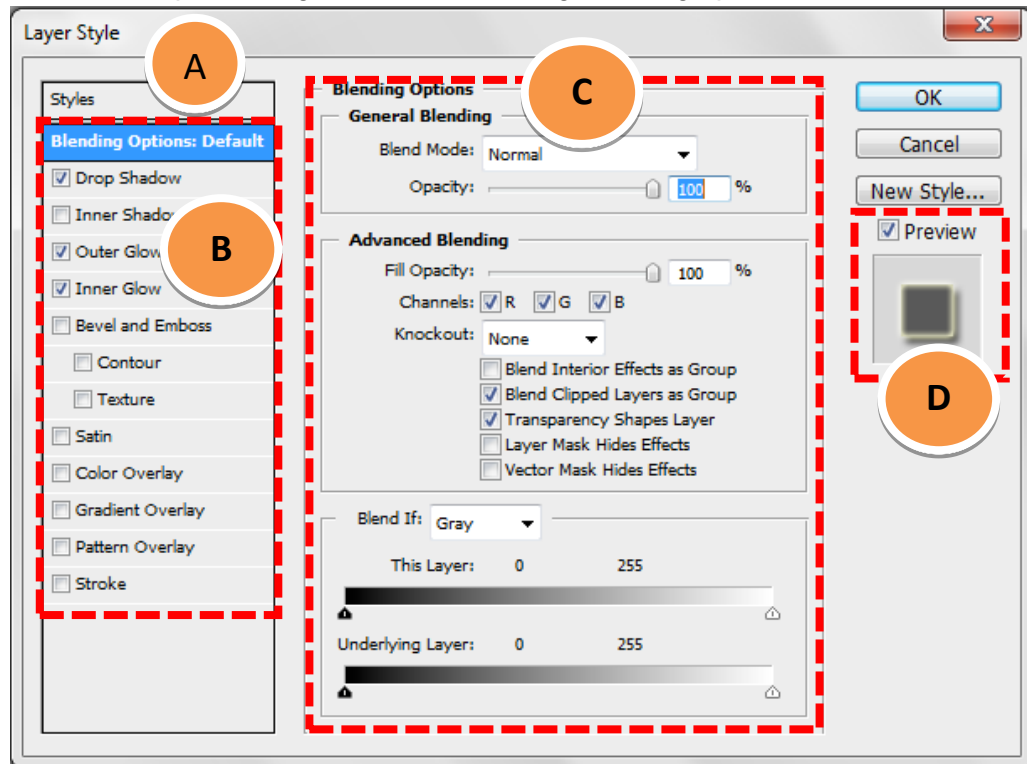 Layer Style
A
Styles
Blending Options: Default
Drop Shadow
Inner Shado
Outer Glow
B
Inner Glow
Bevel and Emboss
Contour
Texture
Satin
Color Overlay
Gradient Overlay
Pattern Overlay
Stroke
C
Blending Options
General Blending
Blend Mode: Normal
Opacity: 100 %
Advanced Blending
Fill Opacity: 100 %
Channels: R G B
Knockout: None
Blend Interior Effects as Group
Blend Clipped Layers as Group
Transparency Shapes Layer
Layer Mask Hides Effects
Vector Mask Hides Effects
Blend If: Gray
This Layer: 0 255
Underlying Layer: 0 255
OK
Cancel
New Style...
Preview
D